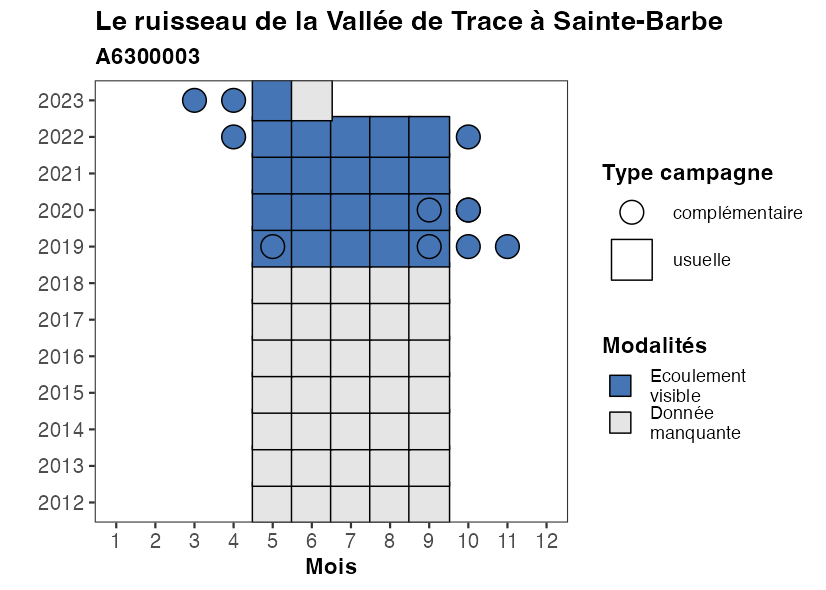 Le ruisseau de la Vallée de Trace à Sainte-Barbe
A6300003
2023
2022
2021
2020
2019
2018
2017
2016
2015
2014
2013
2012
1 2 3 4 5 6 7 8 9 10 11 12
Mois
Type campagne
complémentaire
usuelle
Modalités
Ecoulement
visible
Donnée
manquante